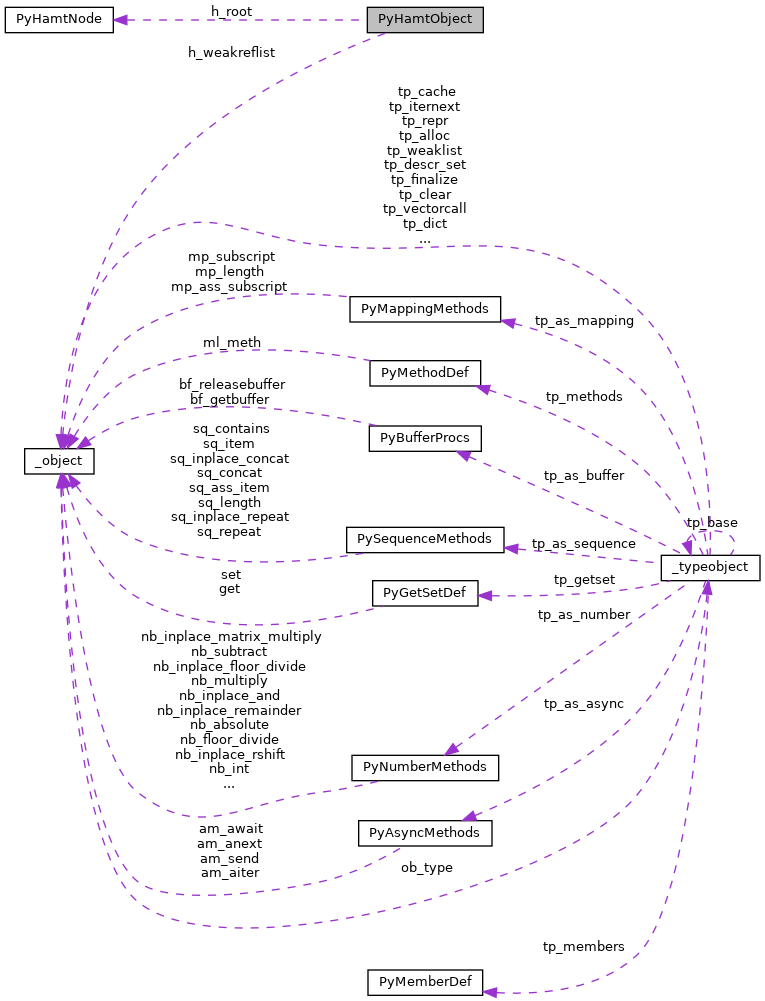 PyHamtNode
h_root
PyHamtObject
h_weakreflist
tp_cache
tp_iternext
tp_repr
tp_alloc
tp_weaklist
tp_descr_set
tp_finalize
tp_clear
tp_vectorcall
tp_dict
...
mp_subscript
mp_length
mp_ass_subscript
PyMappingMethods
tp_as_mapping
ml_meth
PyMethodDef
tp_methods
bf_releasebuffer
bf_getbuffer
PyBufferProcs
tp_as_buffer
_object
sq_contains
sq_item
sq_inplace_concat
sq_concat
sq_ass_item
sq_length
sq_inplace_repeat
sq_repeat
PySequenceMethods
tp_as_sequence
tp_base
_typeobject
set
get
PyGetSetDef
tp_getset
tp_as_number
nb_inplace_matrix_multiply
nb_subtract
nb_inplace_floor_divide
nb_multiply
nb_inplace_and
nb_inplace_remainder
nb_absolute
nb_floor_divide
nb_inplace_rshift
nb_int
...
PyNumberMethods
tp_as_async
am_await
am_anext
am_send
am_aiter
PyAsyncMethods
ob_type
tp_members
PyMemberDef